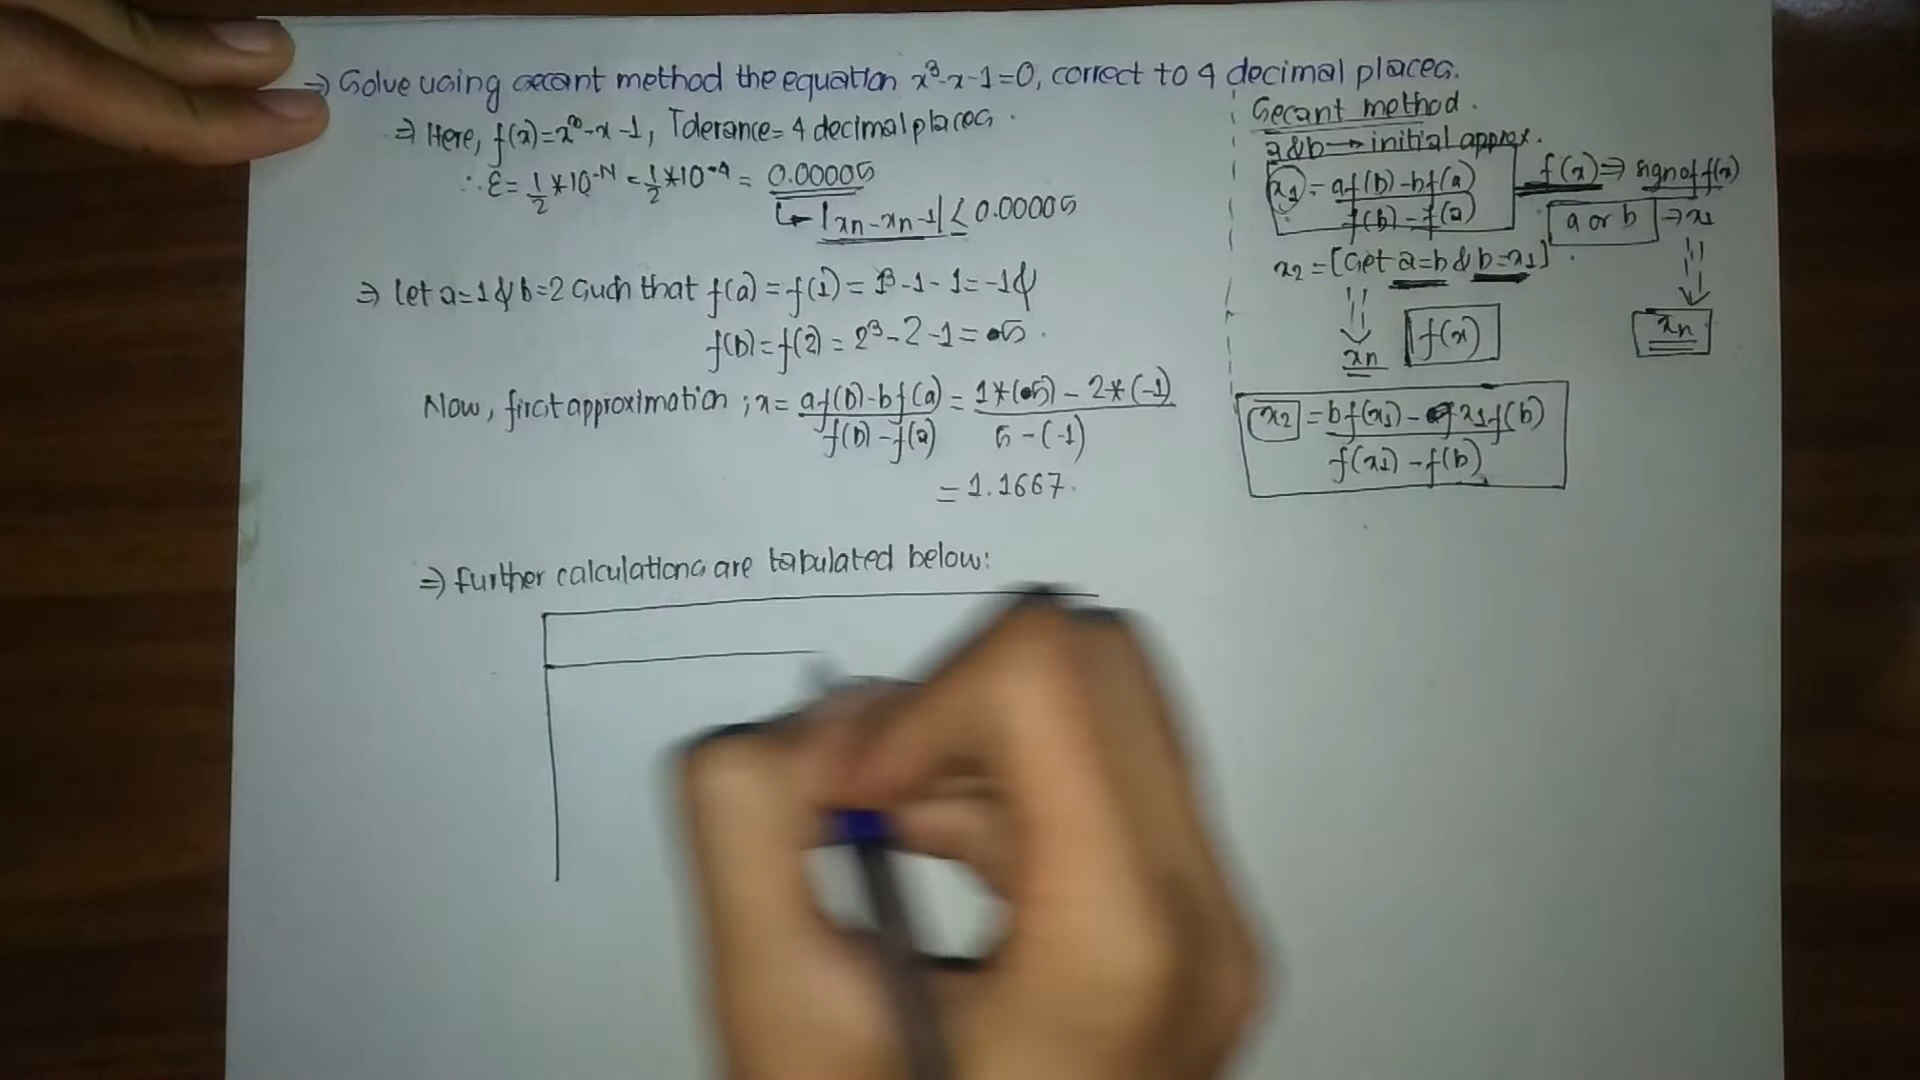 ⇒ Solve using secant method the equation x³-x-1=0, correct to 4 decimal places.
⇒ Here, f(x)=x³-x-1, Tolerance= 4 decimal places.
∴ ε= 1/2 *10⁻ᴺ = 1/2 *10⁻⁴ = 0.00005
↳ |xn-xn-1| < 0.00005
⇒ let a=1 & b=2 such that f(a)=f(1)= 1³-1-1=-1 &
f(b)=f(2)= 2³-2-1= 5.
Now, first approximation; x= af(b)-bf(a) / f(b)-f(a) = 1*(5) - 2*(-1) / 5-(-1)
= 1.1667.
⇒ further calculations are tabulated below:
Secant method.
a & b → initial approx.
x1 = af(b)-bf(a) / f(b)-f(a)
f(x) ⇒ sign of f(x)
a or b ⇒ x1
x2 = [Get a=b & b=x1].
xn
f(x)
xn
x2 = bf(x1) - x1f(b) / f(x1)-f(b)